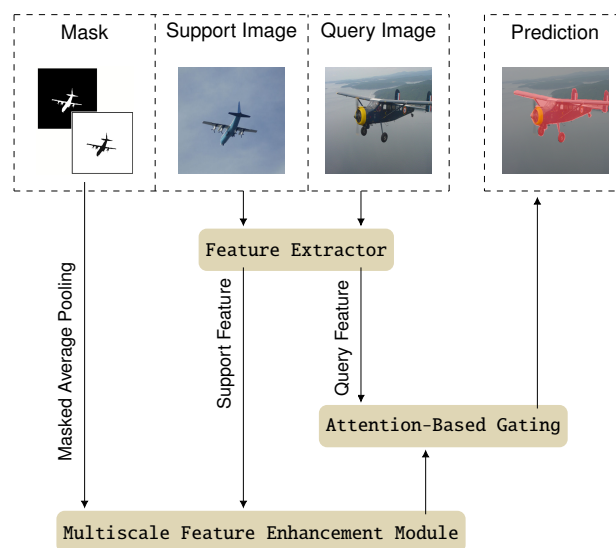 Mask
Support Image
Query Image
Prediction
Feature Extractor
Masked Average Pooling
Support Feature
Query Feature
Attention-Based Gating
Multiscale Feature Enhancement Module